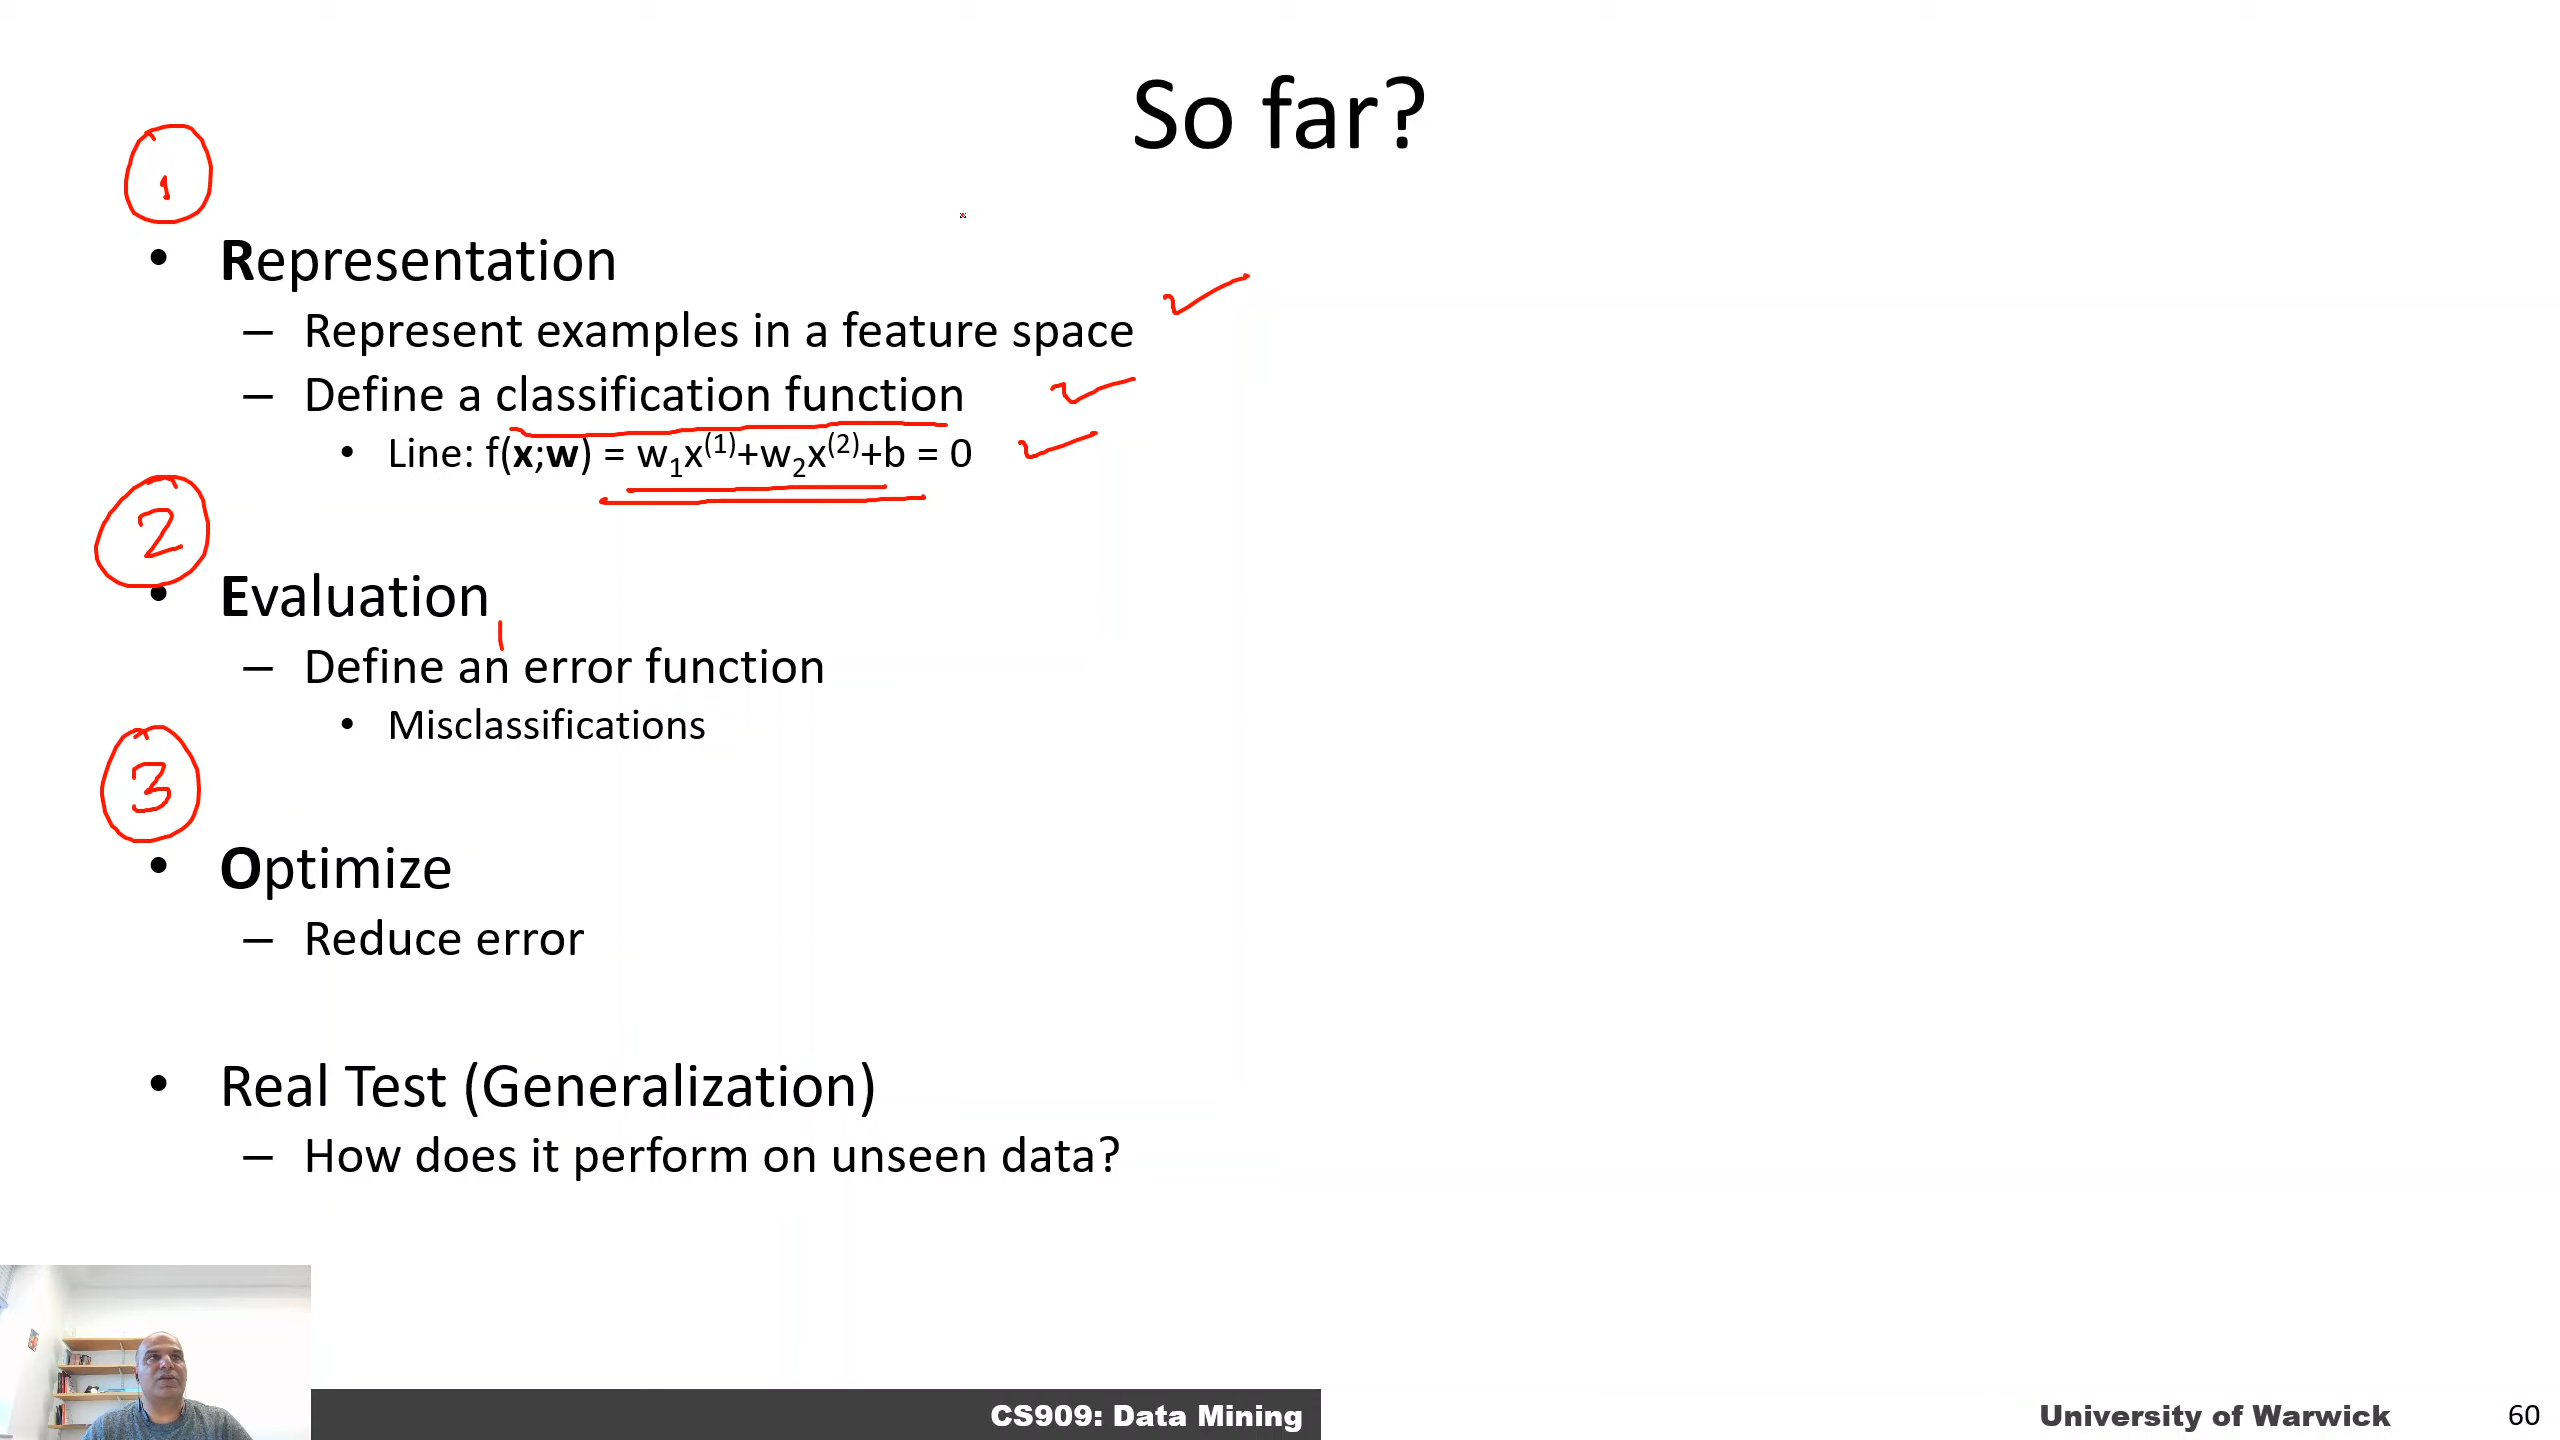 So far?
1
• Representation
– Represent examples in a feature space
– Define a classification function
• Line: f(x;w) = w₁x⁽¹⁾+w₂x⁽²⁾+b = 0
2
• Evaluation
– Define an error function
• Misclassifications
3
• Optimize
– Reduce error
• Real Test (Generalization)
– How does it perform on unseen data?
CS909: Data Mining
University of Warwick
60